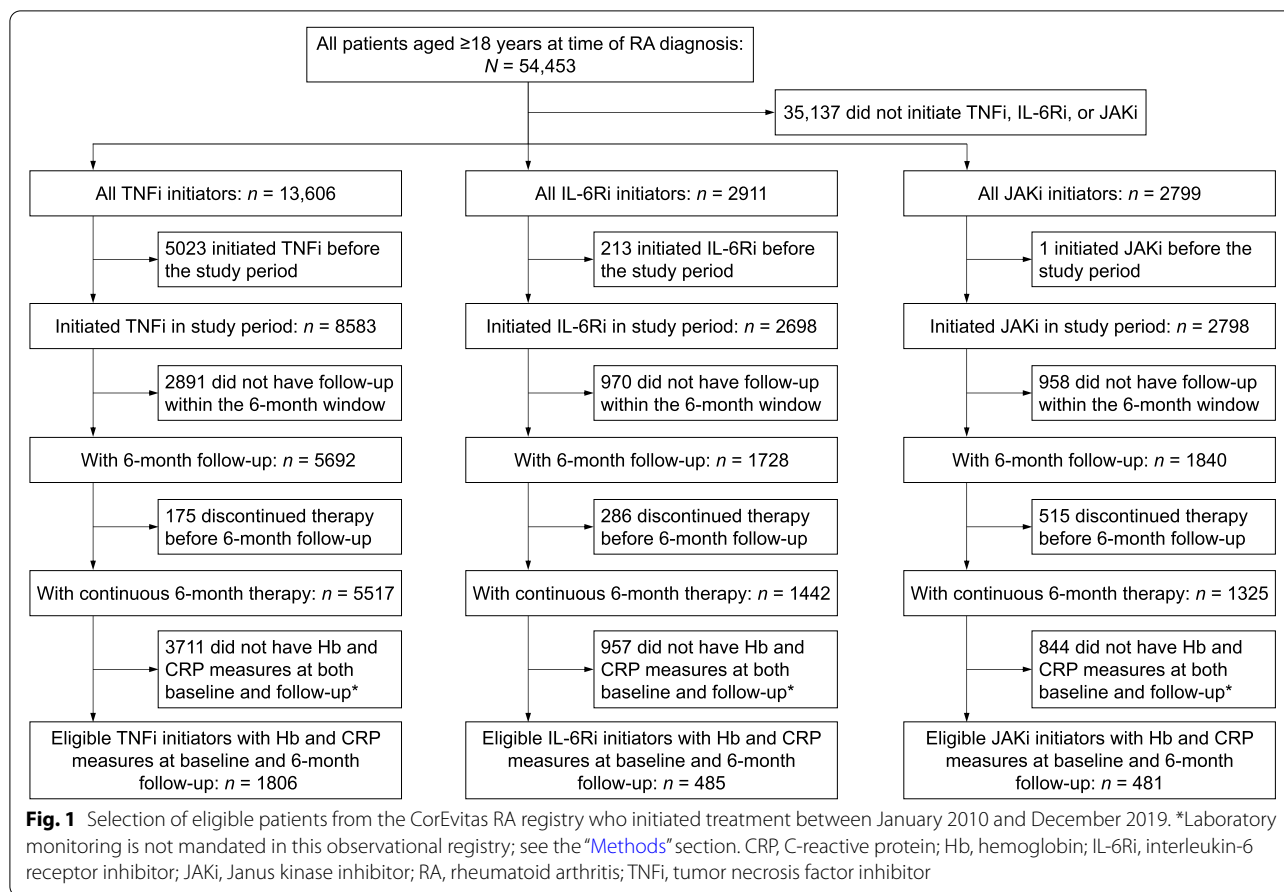 All patients aged ≥18 years at time of RA diagnosis:
N = 54,453
35,137 did not initiate TNFi, IL-6Ri, or JAKi
All TNFi initiators: n = 13,606
All IL-6Ri initiators: n = 2911
All JAKi initiators: n = 2799
5023 initiated TNFi before
the study period
213 initiated IL-6Ri before
the study period
1 initiated JAKi before the
study period
Initiated TNFi in study period: n = 8583
Initiated IL-6Ri in study period: n = 2698
Initiated JAKi in study period: n = 2798
2891 did not have follow-up
within the 6-month window
970 did not have follow-up
within the 6-month window
958 did not have follow-up
within the 6-month window
With 6-month follow-up: n = 5692
With 6-month follow-up: n = 1728
With 6-month follow-up: n = 1840
175 discontinued therapy
before 6-month follow-up
286 discontinued therapy
before 6-month follow-up
515 discontinued therapy
before 6-month follow-up
With continuous 6-month therapy: n = 5517
With continuous 6-month therapy: n = 1442
With continuous 6-month therapy: n = 1325
3711 did not have Hb and
CRP measures at both
baseline and follow-up*
957 did not have Hb and
CRP measures at both
baseline and follow-up*
844 did not have Hb and
CRP measures at both
baseline and follow-up*
Eligible TNFi initiators with Hb and CRP
measures at baseline and 6-month
follow-up: n = 1806
Eligible IL-6Ri initiators with Hb and CRP
measures at baseline and 6-month
follow-up: n = 485
Eligible JAKi initiators with Hb and CRP
measures at baseline and 6-month
follow-up: n = 481
Fig. 1 Selection of eligible patients from the CorEvitas RA registry who initiated treatment between January 2010 and December 2019. *Laboratory
monitoring is not mandated in this observational registry; see the "Methods" section. CRP, C-reactive protein; Hb, hemoglobin; IL-6Ri, interleukin-6
receptor inhibitor; JAKi, Janus kinase inhibitor; RA, rheumatoid arthritis; TNFi, tumor necrosis factor inhibitor